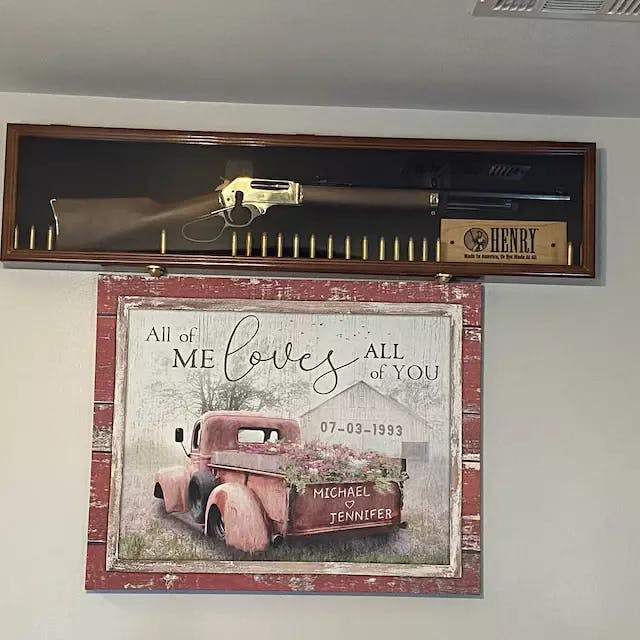 HENRY
Made in America, Or Not Made At All
All of
ME loves ALL
of YOU
07-03-1993
MICHAEL
JENNIFER